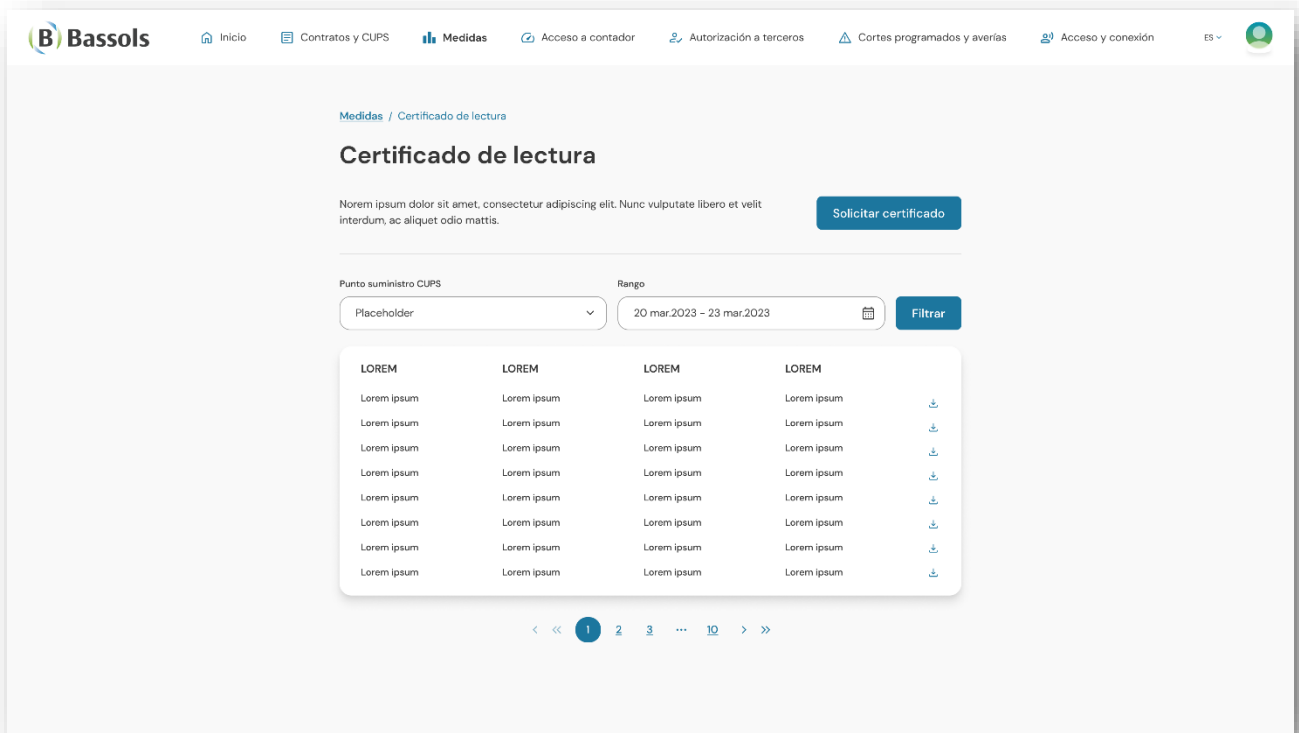 B Bassols
Inicio
Contratos y CUPS
Medidas
Acceso a contador
Autorización a terceros
Cortes programados y averías
Acceso y conexión
ES
Medidas / Certificado de lectura
Certificado de lectura
Norem ipsum dolor sit amet, consectetur adipiscing elit. Nunc vulputate libero et velit
interdum, ac aliquet odio mattis.
Solicitar certificado
Punto suministro CUPS
Rango
Placeholder
20 mar.2023 – 23 mar.2023
Filtrar
LOREM LOREM LOREM LOREM
Lorem ipsum Lorem ipsum Lorem ipsum Lorem ipsum
Lorem ipsum Lorem ipsum Lorem ipsum Lorem ipsum
Lorem ipsum Lorem ipsum Lorem ipsum Lorem ipsum
Lorem ipsum Lorem ipsum Lorem ipsum Lorem ipsum
Lorem ipsum Lorem ipsum Lorem ipsum Lorem ipsum
Lorem ipsum Lorem ipsum Lorem ipsum Lorem ipsum
Lorem ipsum Lorem ipsum Lorem ipsum Lorem ipsum
Lorem ipsum Lorem ipsum Lorem ipsum Lorem ipsum
< « 1 2 3 ... 10 > »